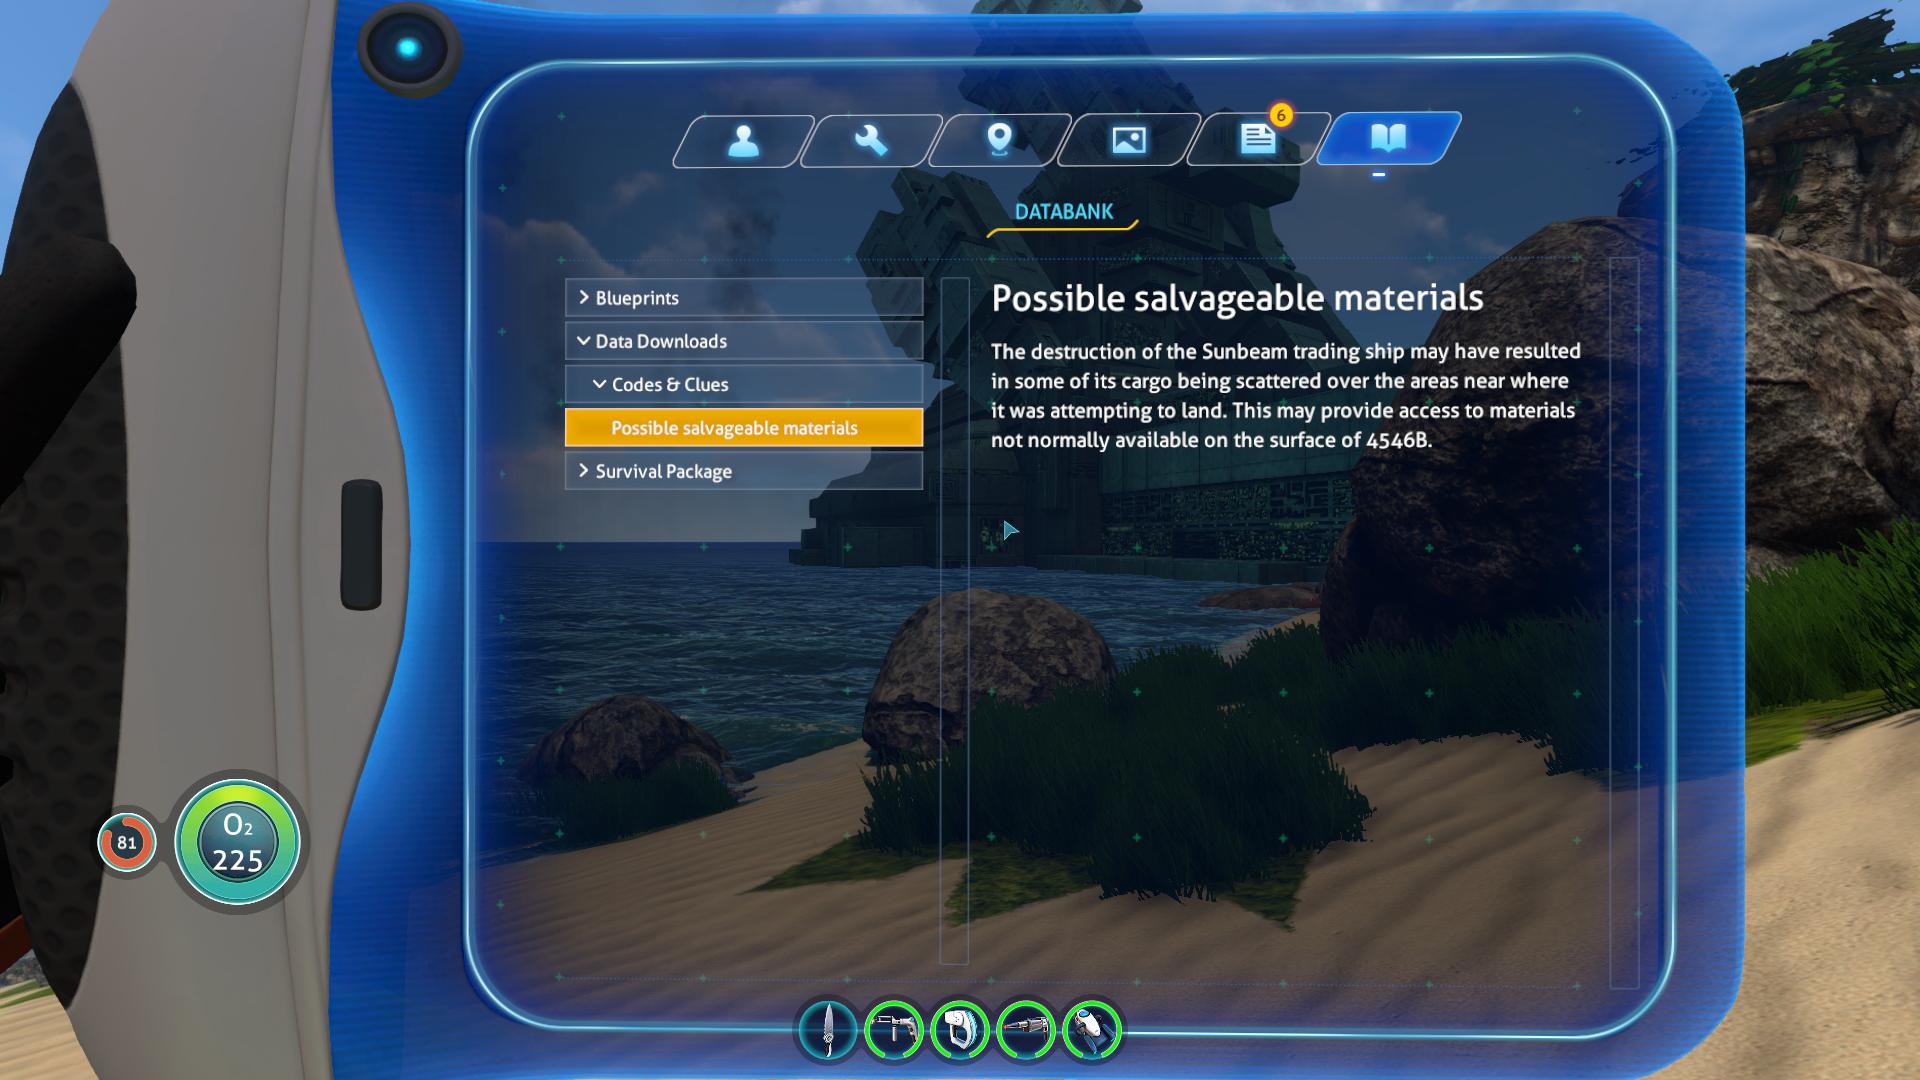 6
DATABANK
Blueprints
Data Downloads
Codes & Clues
Possible salvageable materials
Survival Package
Possible salvageable materials
The destruction of the Sunbeam trading ship may have resulted
in some of its cargo being scattered over the areas near where
it was attempting to land. This may provide access to materials
not normally available on the surface of 4546B.
81
O₂
225